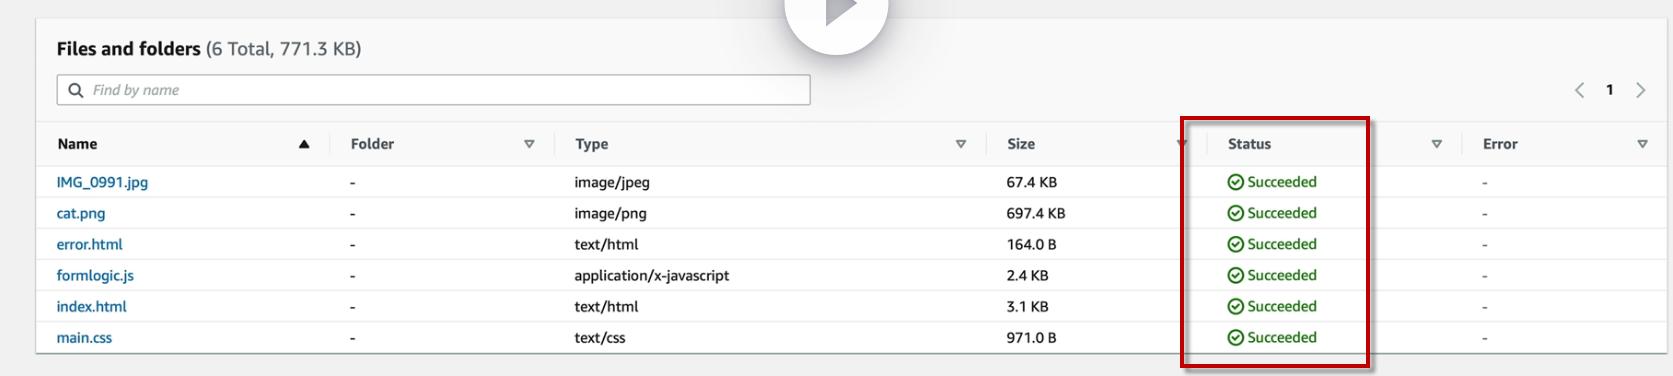 Files and folders (6 Total, 771.3 KB)
Find by name
1
Name Folder Type Size Status Error
IMG_0991.jpg - image/jpeg 67.4 KB Succeeded -
cat.png - image/png 697.4 KB Succeeded -
error.html - text/html 164.0 B Succeeded -
formlogic.js - application/x-javascript 2.4 KB Succeeded -
index.html - text/html 3.1 KB Succeeded -
main.css - text/css 971.0 B Succeeded -